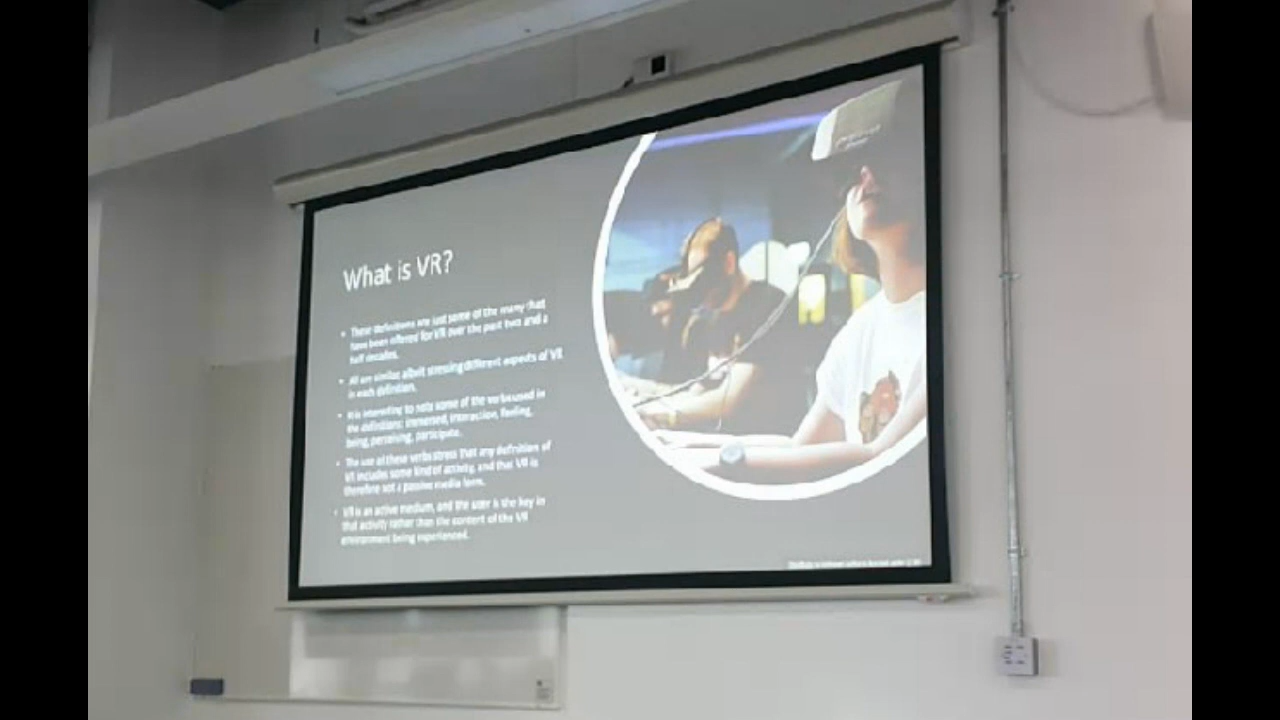 What is VR?
• These definitions are just some of the many that
have been offered for VR over the past two and a
half decades.
• All are similar albeit stressing different aspects of VR
in each definition.
• It is interesting to note some of the verbs used in
the definitions: immersed, interaction, feeling,
being, perceiving, participate.
• The use of these verbs stress that any definition of
VR includes some kind of activity, and that VR is
therefore not a passive media form.
• VR is an active medium, and the user is the key in
that activity rather than the content of the VR
environment being experienced.